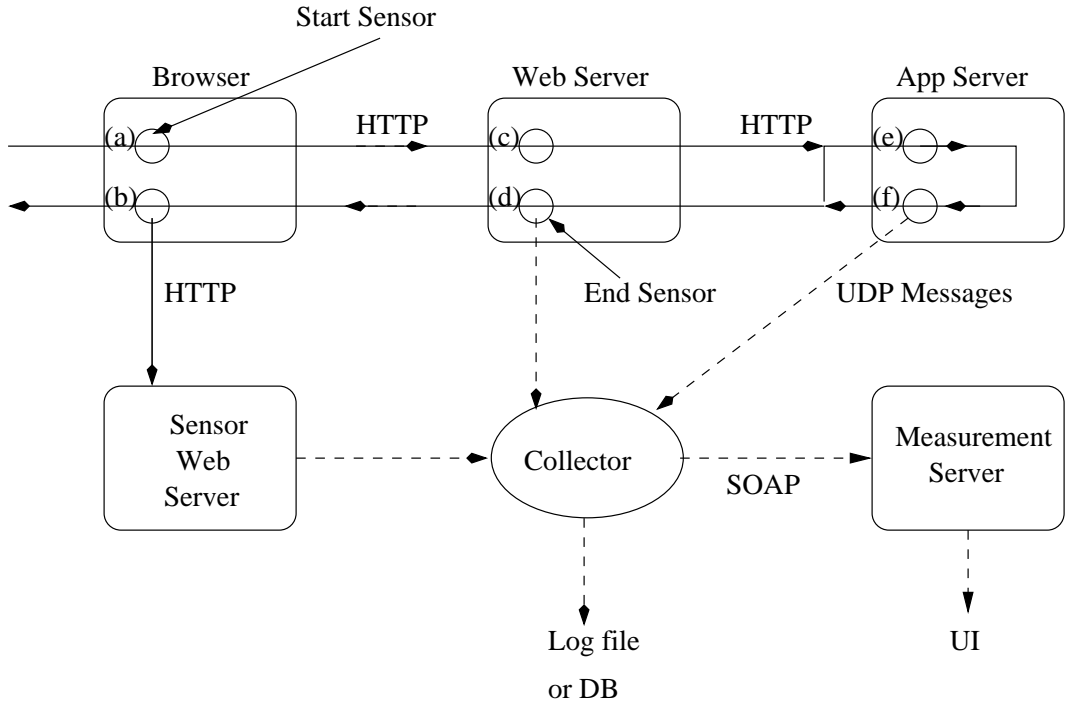 Start Sensor
Browser
Web Server
App Server
HTTP
HTTP
(a)
(c)
(e)
(b)
(d)
(f)
HTTP
End Sensor
UDP Messages
Sensor
Web
Server
Collector
SOAP
Measurement
Server
Log file
or DB
UI